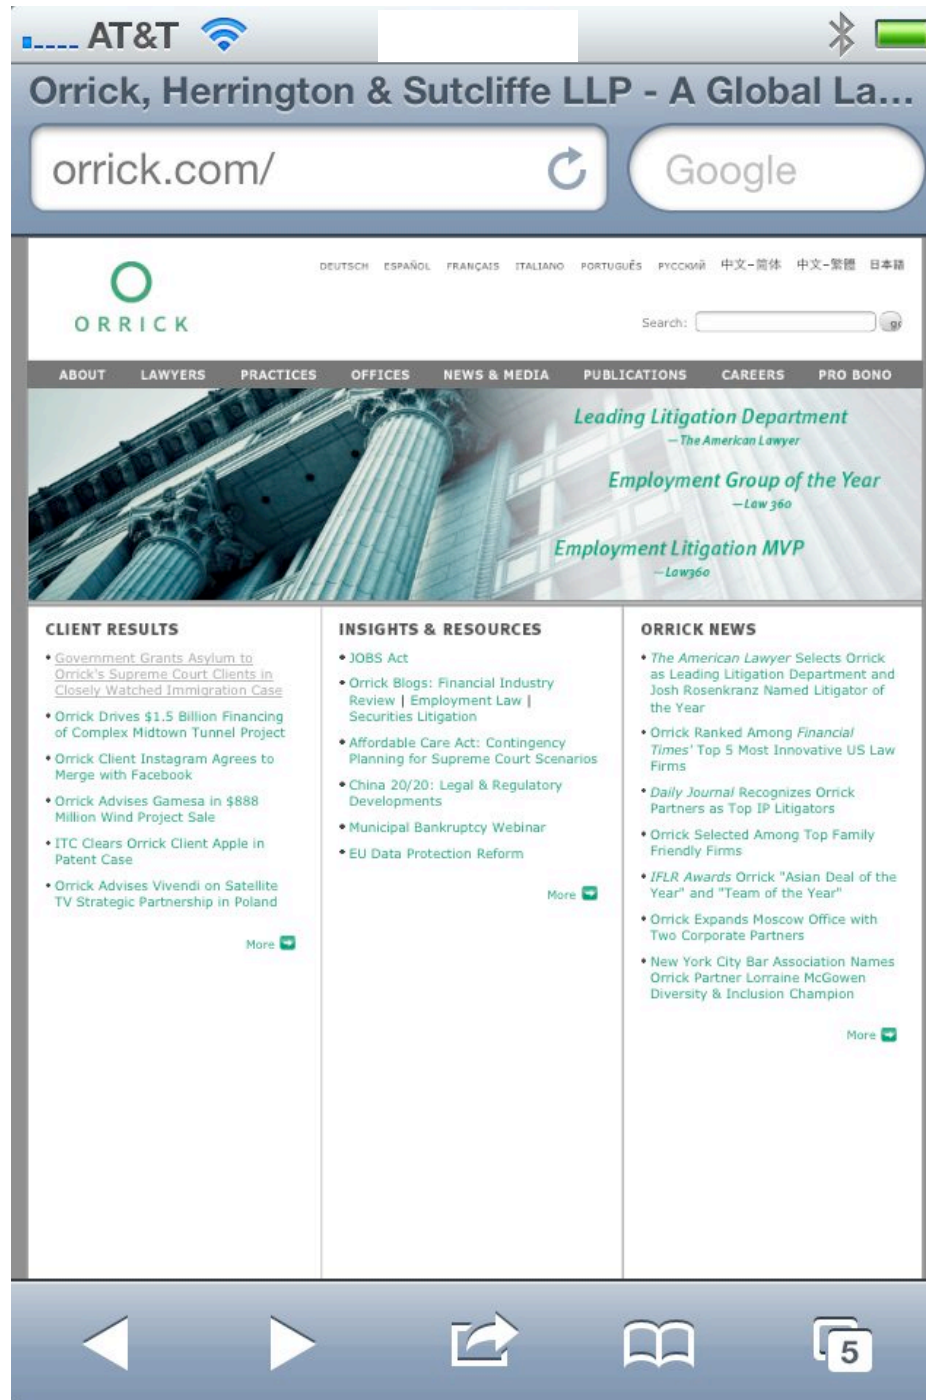 AT&T
Orrick, Herrington & Sutcliffe LLP - A Global La...
orrick.com/
Google
DEUTSCH ESPAÑOL FRANÇAIS ITALIANO PORTUGUÊS РУССКИЙ 中文-简体 中文-繁體 日本語
ORRICK
Search:
go
ABOUT LAWYERS PRACTICES OFFICES NEWS & MEDIA PUBLICATIONS CAREERS PRO BONO
Leading Litigation Department
—The American Lawyer
Employment Group of the Year
—Law 360
Employment Litigation MVP
—Law360
CLIENT RESULTS
• Government Grants Asylum to
Orrick's Supreme Court Clients in
Closely Watched Immigration Case
• Orrick Drives $1.5 Billion Financing
of Complex Midtown Tunnel Project
• Orrick Client Instagram Agrees to
Merge with Facebook
• Orrick Advises Gamesa in $888
Million Wind Project Sale
• ITC Clears Orrick Client Apple in
Patent Case
• Orrick Advises Vivendi on Satellite
TV Strategic Partnership in Poland
More
INSIGHTS & RESOURCES
• JOBS Act
• Orrick Blogs: Financial Industry
Review | Employment Law |
Securities Litigation
• Affordable Care Act: Contingency
Planning for Supreme Court Scenarios
• China 20/20: Legal & Regulatory
Developments
• Municipal Bankruptcy Webinar
• EU Data Protection Reform
More
ORRICK NEWS
• The American Lawyer Selects Orrick
as Leading Litigation Department and
Josh Rosenkranz Named Litigator of
the Year
• Orrick Ranked Among Financial
Times' Top 5 Most Innovative US Law
Firms
• Daily Journal Recognizes Orrick
Partners as Top IP Litigators
• Orrick Selected Among Top Family
Friendly Firms
• IFLR Awards Orrick "Asian Deal of the
Year" and "Team of the Year"
• Orrick Expands Moscow Office with
Two Corporate Partners
• New York City Bar Association Names
Orrick Partner Lorraine McGowen
Diversity & Inclusion Champion
More
5